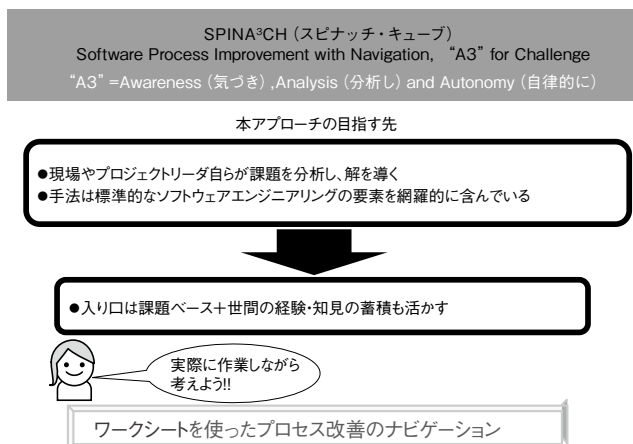 SPINA³CH（スピナッチ・キューブ）
Software Process Improvement with Navigation, “A3” for Challenge
“A3”=Awareness（気づき）,Analysis（分析し）and Autonomy（自律的に）
本アプローチの目指す先
●現場やプロジェクトリーダ自らが課題を分析し、解を導く
●手法は標準的なソフトウェアエンジニアリングの要素を網羅的に含んでいる
●入り口は課題ベース＋世間の経験・知見の蓄積も活かす
実際に作業しながら
考えよう!!
ワークシートを使ったプロセス改善のナビゲーション